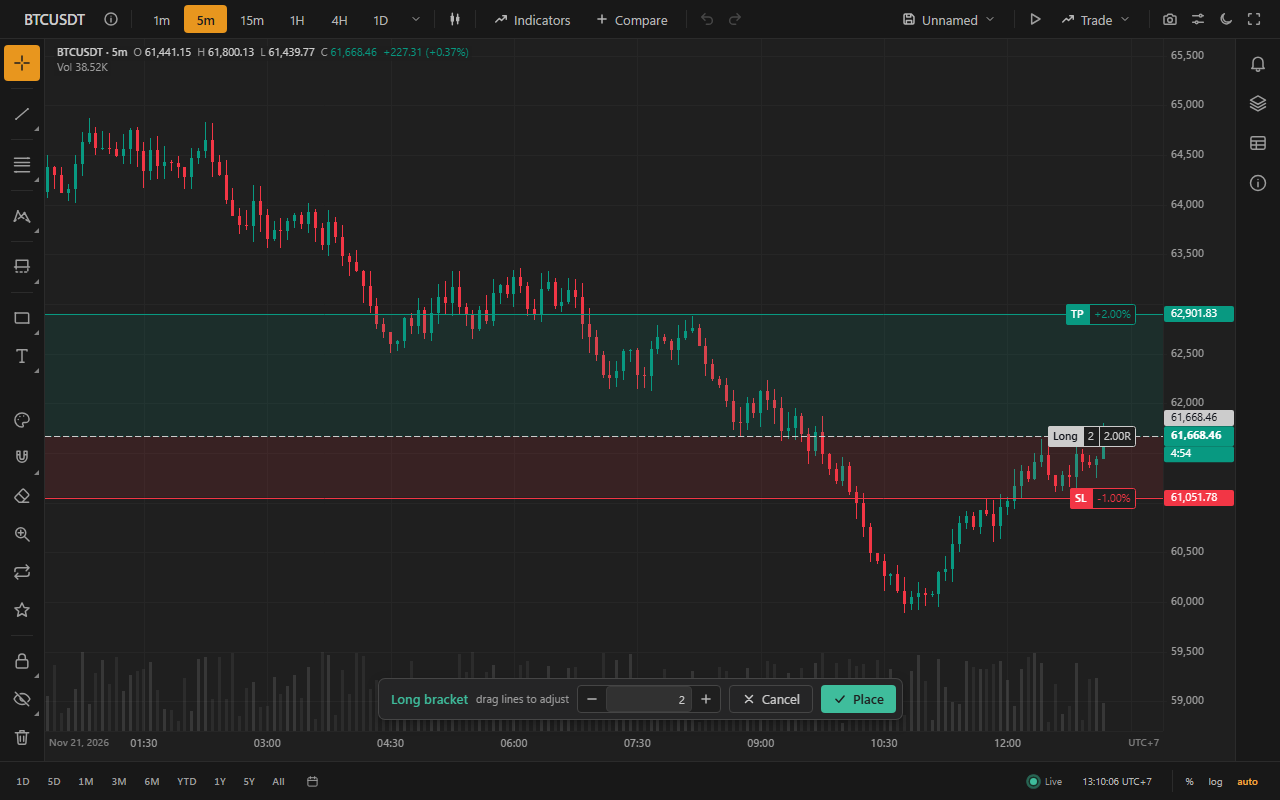 BTCUSDT 1m 5m 15m 1H 4H 1D Indicators Compare Unnamed Trade
BTCUSDT · 5m O 61,441.15 H 61,800.13 L 61,439.77 C 61,668.46 +227.31 (+0.37%)
Vol 38.52K
65,500
65,000
64,500
64,000
63,500
TP +2.00% 62,901.83
62,500
62,000
61,668.46
Long 2 2.00R 61,668.46
4:54
SL -1.00% 61,051.78
60,500
60,000
59,500
59,000
Long bracket drag lines to adjust − 2 + Cancel Place
Nov 21, 2026 01:30 03:00 04:30 06:00 07:30 09:00 10:30 12:00 UTC+7
1D 5D 1M 3M 6M YTD 1Y 5Y All Live 13:10:06 UTC+7 % log auto